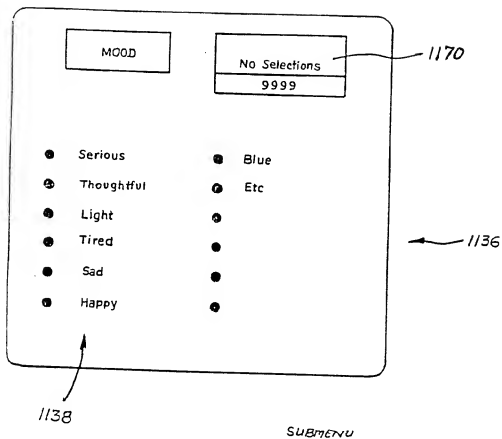 MOOD
No Selections
9999
1170
Serious
Thoughtful
Light
Tired
Sad
Happy
Blue
Etc
1136
1138
SUBMENU